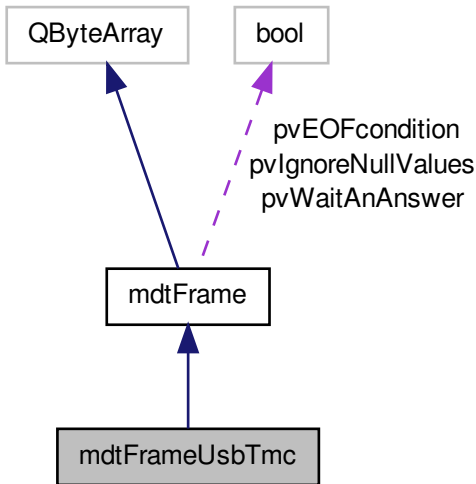 QByteArray
bool
pvEOFcondition
pvIgnoreNullValues
pvWaitAnAnswer
mdtFrame
mdtFrameUsbTmc